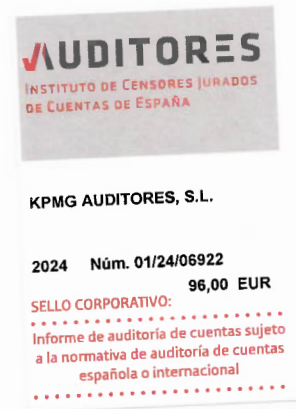 AUDITORES
INSTITUTO DE CENSORES JURADOS
DE CUENTAS DE ESPAÑA
KPMG AUDITORES, S.L.
2024 Núm. 01/24/06922
96,00 EUR
SELLO CORPORATIVO:
Informe de auditoría de cuentas sujeto
a la normativa de auditoría de cuentas
española o internacional